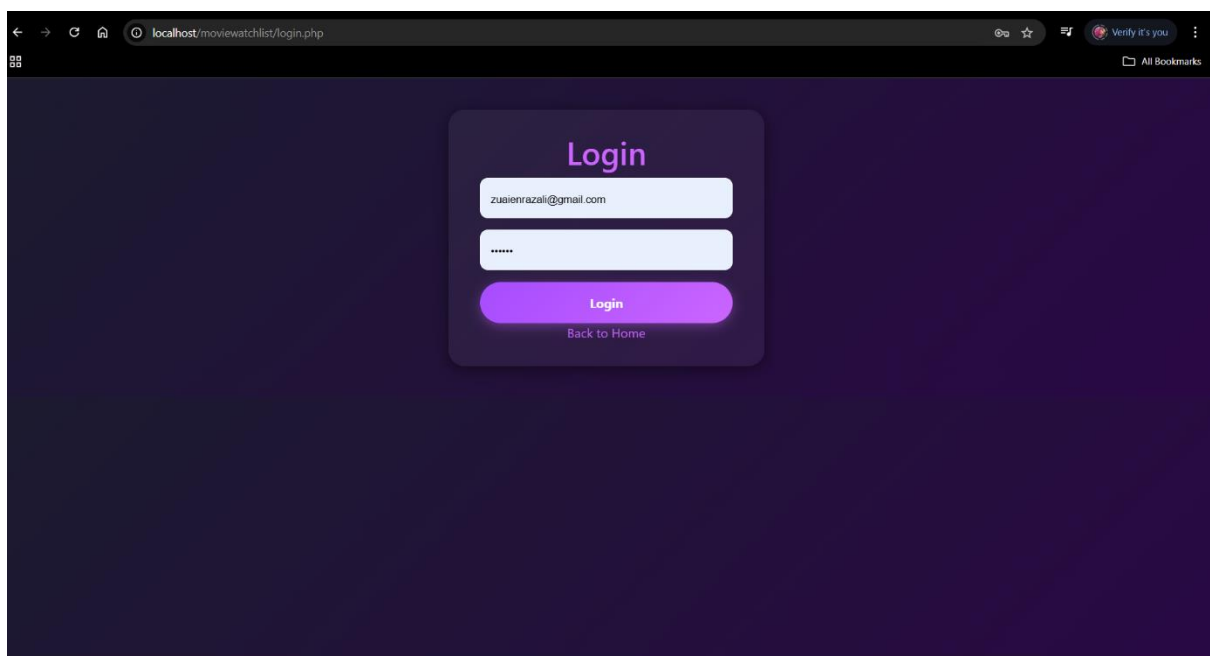 localhost/moviewatchlist/login.php
Verify it's you
All Bookmarks
Login
zuaienrazali@gmail.com
••••••
Login
Back to Home